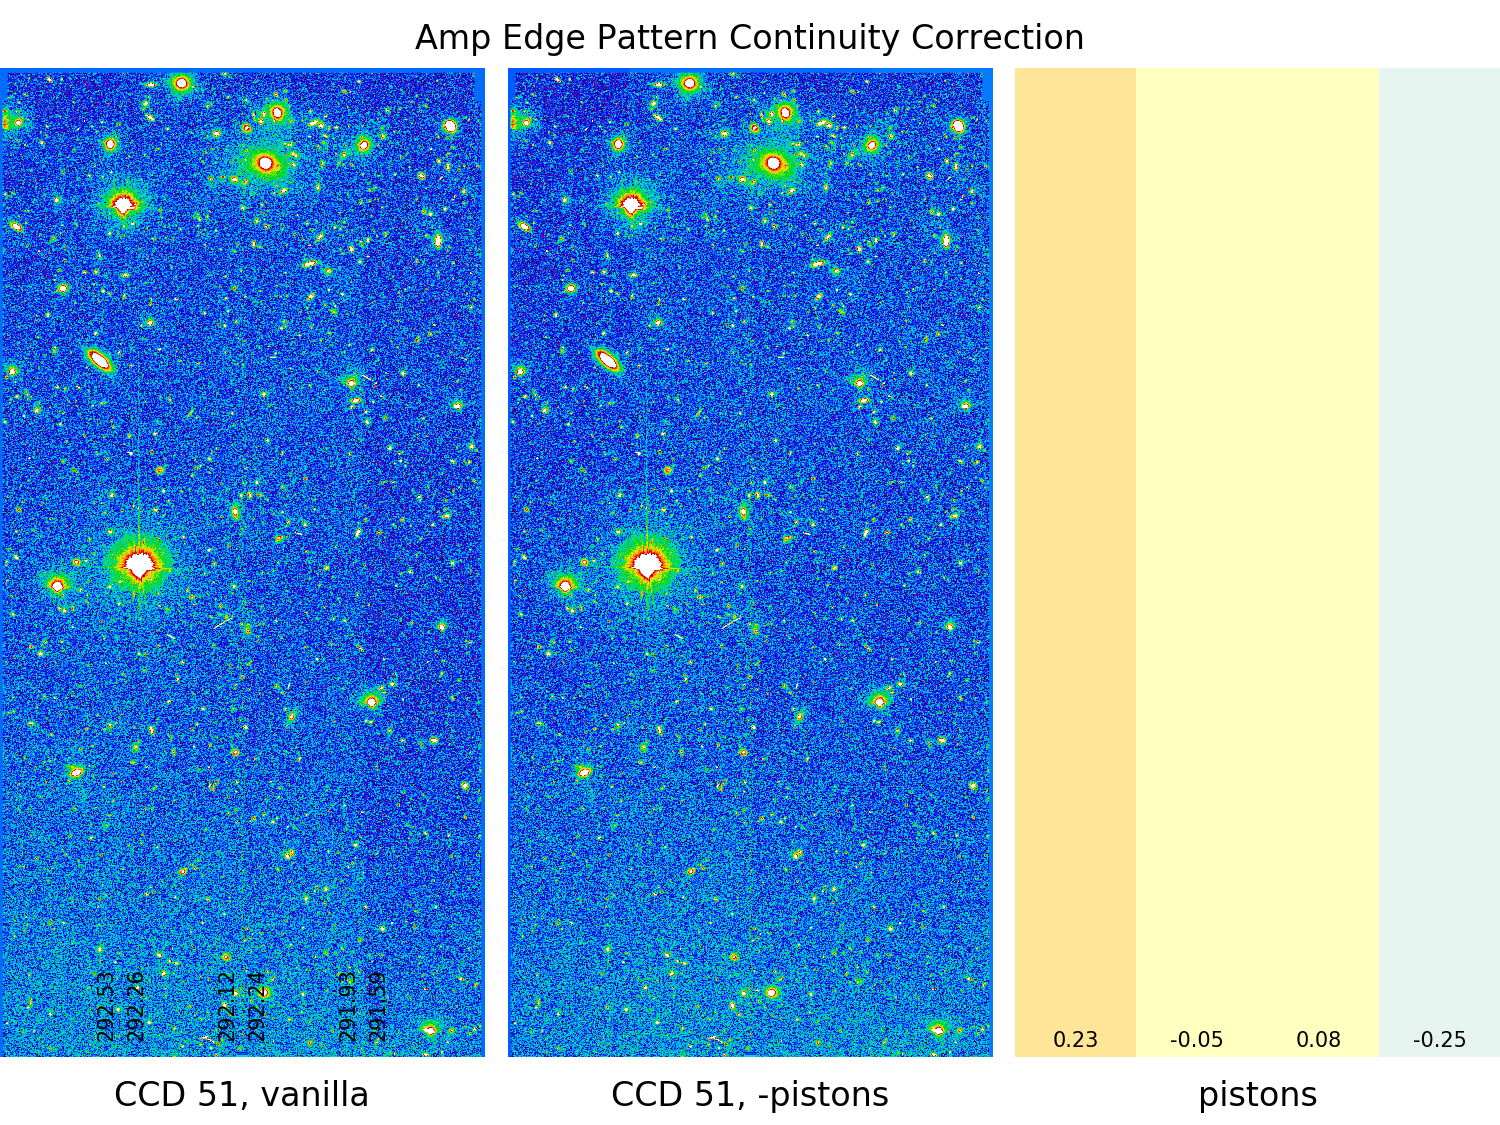 Amp Edge Pattern Continuity Correction
292.53
292.26
292.12
292.24
291.93
291.59
0.23 -0.05 0.08 -0.25
CCD 51, vanilla
CCD 51, -pistons
pistons